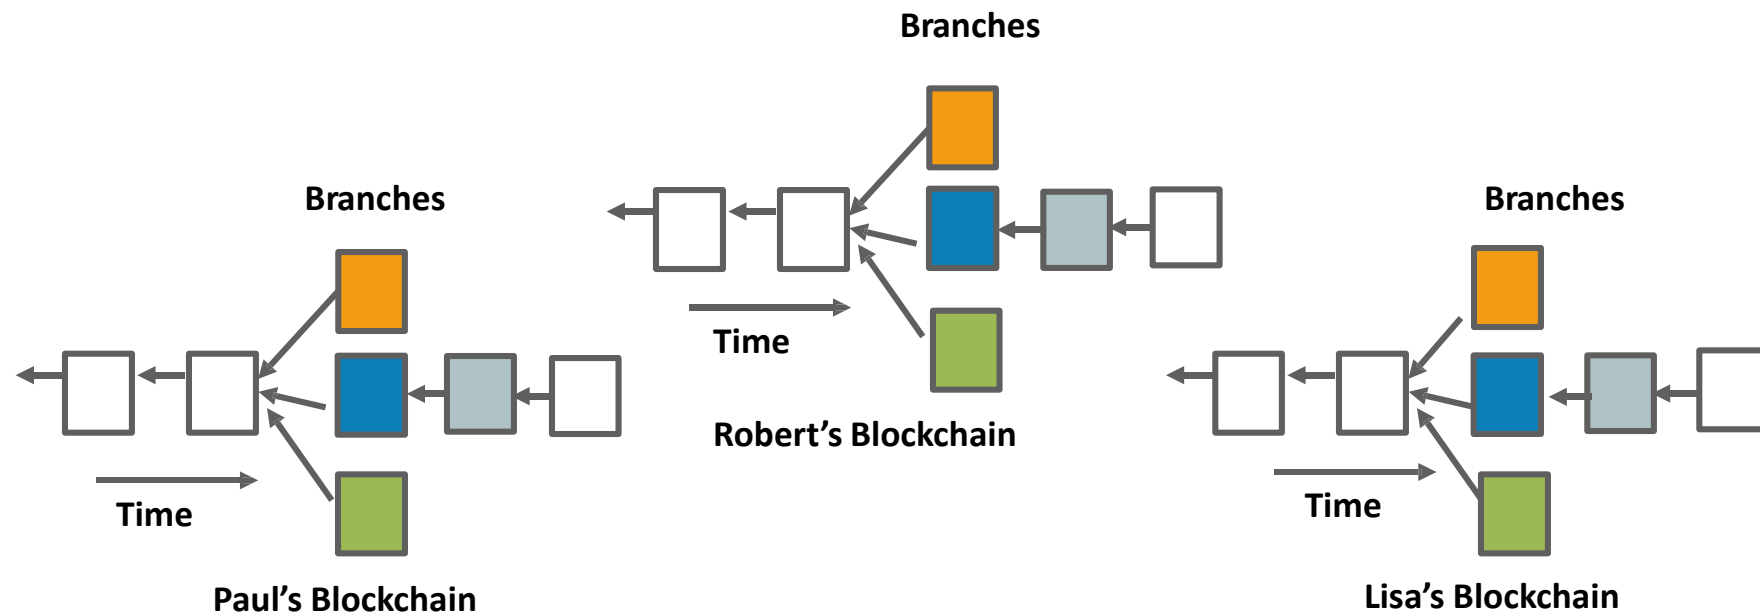 Branches
Time
Paul’s Blockchain
Branches
Time
Robert’s Blockchain
Branches
Time
Lisa’s Blockchain